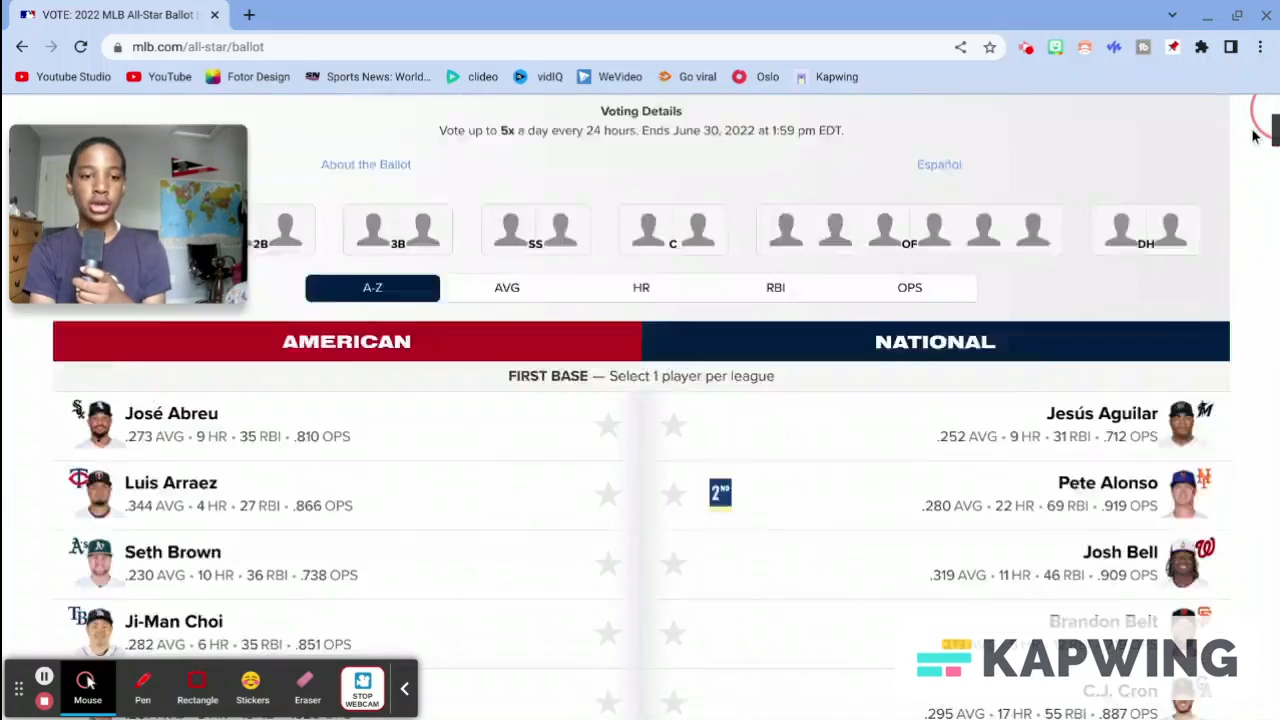 VOTE: 2022 MLB All-Star Ballot
mlb.com/all-star/ballot
Youtube Studio
YouTube
Fotor Design
Sports News: World...
clideo
vidIQ
WeVideo
Go viral
Oslo
Kapwing
Voting Details
Vote up to 5x a day every 24 hours. Ends June 30, 2022 at 1:59 pm EDT.
About the Ballot
Español
2B
3B
SS
C
OF
DH
A-Z
AVG
HR
RBI
OPS
AMERICAN
NATIONAL
FIRST BASE — Select 1 player per league
José Abreu
.273 AVG • 9 HR • 35 RBI • .810 OPS
Jesús Aguilar
.252 AVG • 9 HR • 31 RBI • .712 OPS
Luis Arraez
.344 AVG • 4 HR • 27 RBI • .866 OPS
2ND
Pete Alonso
.280 AVG • 22 HR • 69 RBI • .919 OPS
Seth Brown
.230 AVG • 10 HR • 36 RBI • .738 OPS
Josh Bell
.319 AVG • 11 HR • 46 RBI • .909 OPS
Ji-Man Choi
.282 AVG • 6 HR • 35 RBI • .851 OPS
Brandon Belt
KAPWING
C.J. Cron
.295 AVG • 17 HR • 55 RBI • .887 OPS
Mouse
Pen
Rectangle
Stickers
Eraser
STOP
WEBCAM